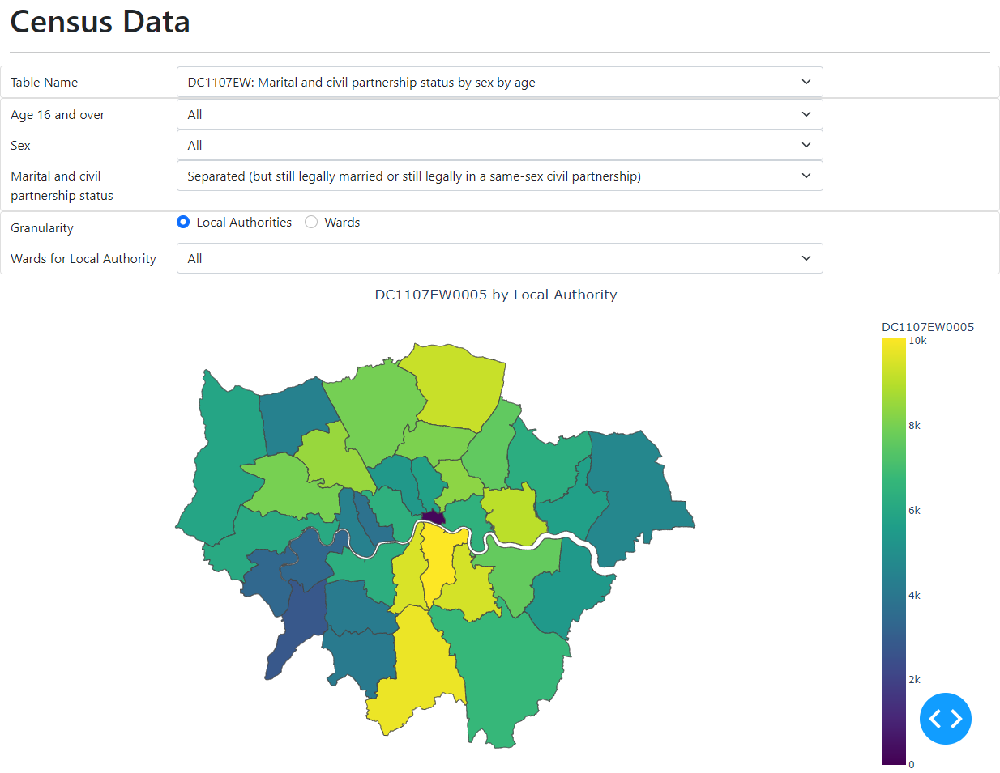 Census Data
Table Name
DC1107EW: Marital and civil partnership status by sex by age
Age 16 and over
All
Sex
All
Marital and civil
partnership status
Separated (but still legally married or still legally in a same-sex civil partnership)
Granularity
Local Authorities
Wards
Wards for Local Authority
All
DC1107EW0005 by Local Authority
DC1107EW0005
10k
8k
6k
4k
2k
0